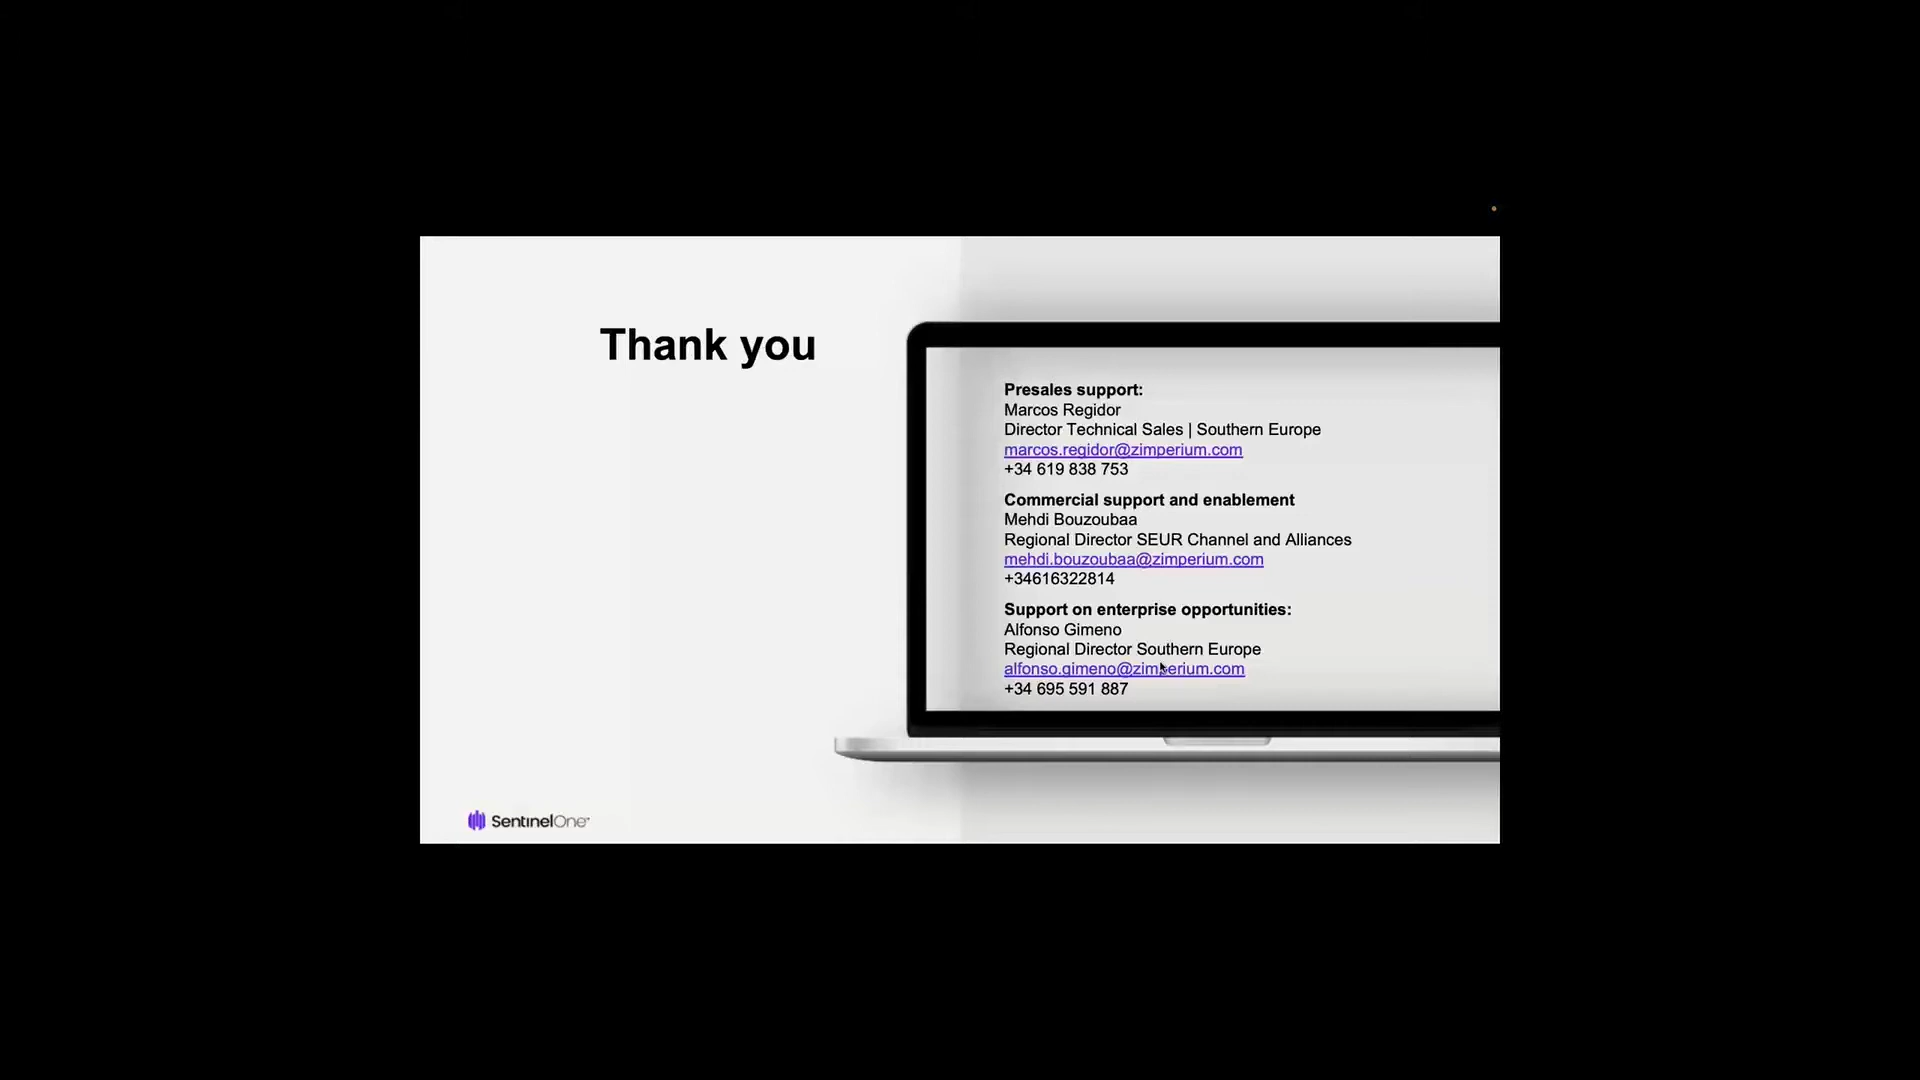 Thank you
Presales support:
Marcos Regidor
Director Technical Sales | Southern Europe
marcos.regidor@zimperium.com
+34 619 838 753
Commercial support and enablement
Mehdi Bouzoubaa
Regional Director SEUR Channel and Alliances
mehdi.bouzoubaa@zimperium.com
+34616322814
Support on enterprise opportunities:
Alfonso Gimeno
Regional Director Southern Europe
alfonso.gimeno@zimperium.com
+34 695 591 887
SentinelOne